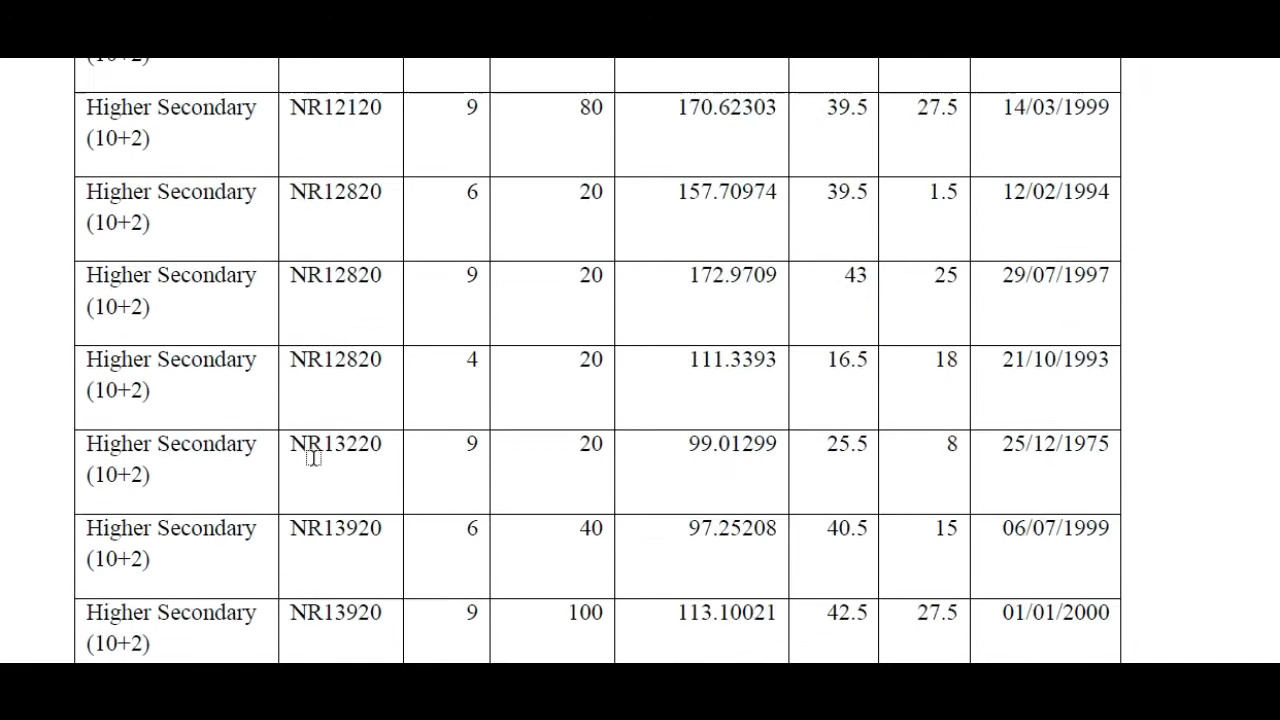 (10+2)
Higher Secondary NR12120 9 80 170.62303 39.5 27.5 14/03/1999
(10+2)
Higher Secondary NR12820 6 20 157.70974 39.5 1.5 12/02/1994
(10+2)
Higher Secondary NR12820 9 20 172.9709 43 25 29/07/1997
(10+2)
Higher Secondary NR12820 4 20 111.3393 16.5 18 21/10/1993
(10+2)
Higher Secondary NR13220 9 20 99.01299 25.5 8 25/12/1975
(10+2)
Higher Secondary NR13920 6 40 97.25208 40.5 15 06/07/1999
(10+2)
Higher Secondary NR13920 9 100 113.10021 42.5 27.5 01/01/2000
(10+2)